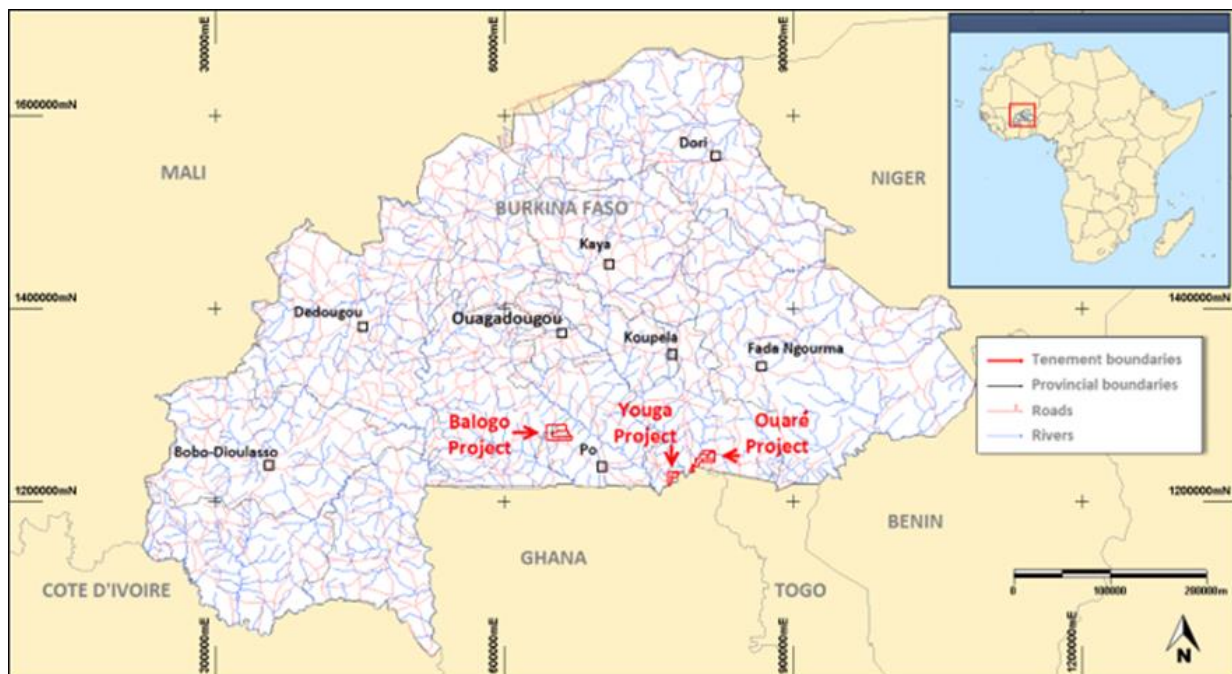 300000mE
600000mE
900000mE
1600000mN
Dori
MALI
NIGER
BURKINA FASO
Kaya
1400000mN
1400000mN
Dedougou
Ouagadougou
Koupela
Fada Ngourma
Tenement boundaries
Provincial boundaries
Roads
Rivers
Balogo
Project
Youga
Project
Ouaré
Project
Po
Bobo-Dioulasso
1200000mN
1200000mN
BENIN
GHANA
COTE D'IVOIRE
TOGO
0
100000
200000m
300000mE
600000mE
900000mE
1200000mE
N